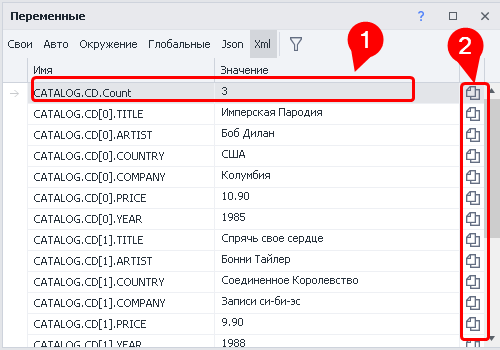 Переменные ?
Свои Авто Окружение Глобальные Json Xml
1
2
Имя Значение
CATALOG.CD.Count 3
CATALOG.CD[0].TITLE Имперская Пародия
CATALOG.CD[0].ARTIST Боб Дилан
CATALOG.CD[0].COUNTRY США
CATALOG.CD[0].COMPANY Колумбия
CATALOG.CD[0].PRICE 10.90
CATALOG.CD[0].YEAR 1985
CATALOG.CD[1].TITLE Спрячь свое сердце
CATALOG.CD[1].ARTIST Бонни Тайлер
CATALOG.CD[1].COUNTRY Соединенное Королевство
CATALOG.CD[1].COMPANY Записи си-би-эс
CATALOG.CD[1].PRICE 9.90
CATALOG.CD[1].YEAR 1988